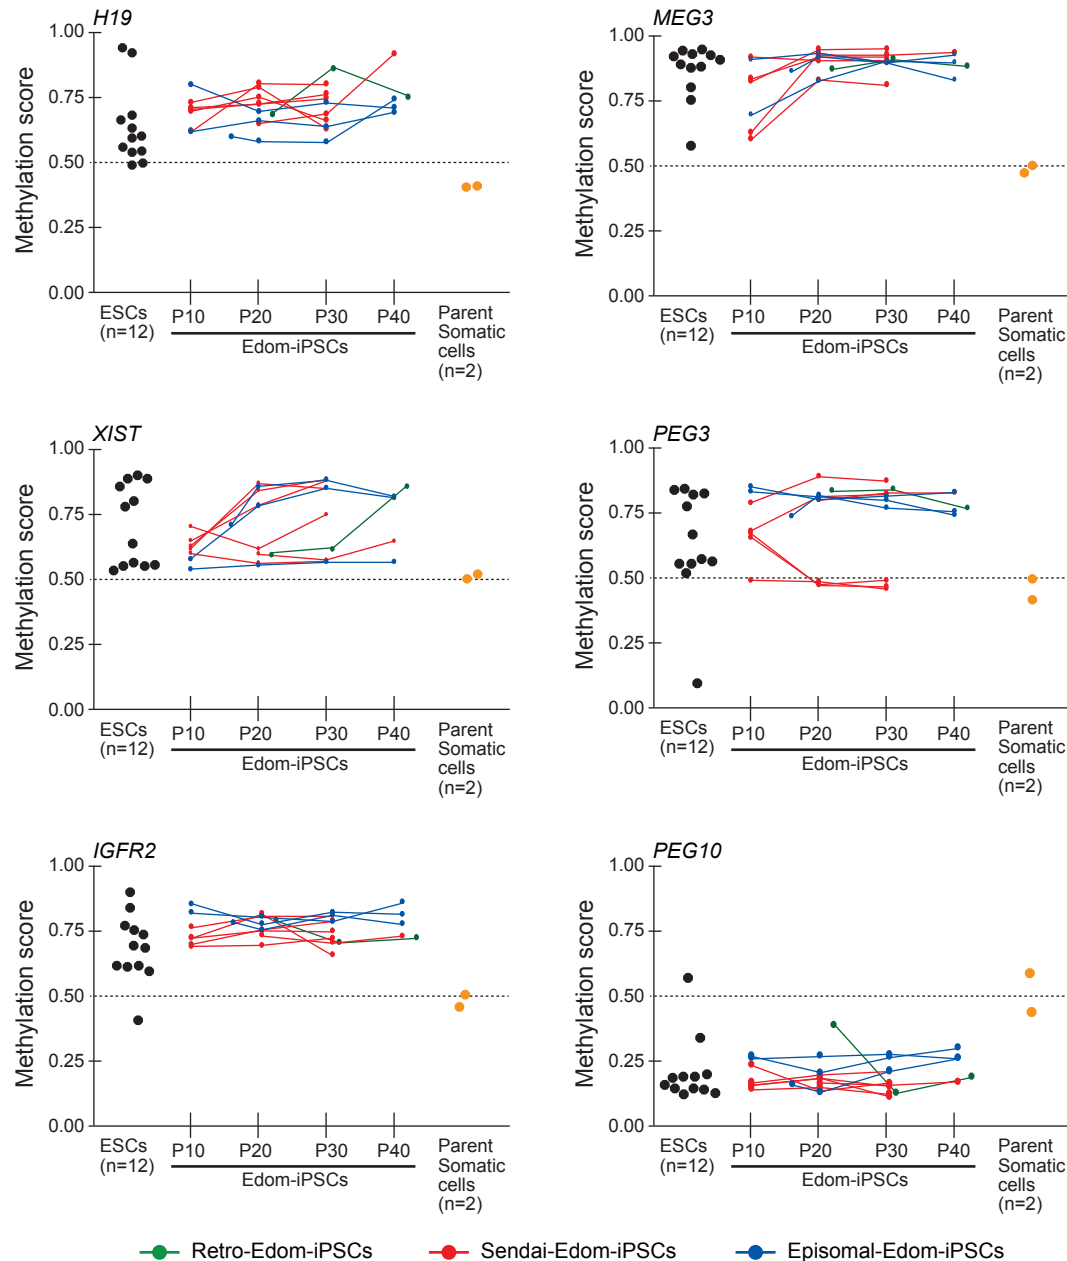 H19
Methylation score
1.00
0.75
0.50
0.25
0.00
ESCs
(n=12)
P10 P20 P30 P40
Edom-iPSCs
Parent
Somatic
cells
(n=2)
MEG3
Methylation score
1.00
0.75
0.50
0.25
0.00
ESCs
(n=12)
P10 P20 P30 P40
Edom-iPSCs
Parent
Somatic
cells
(n=2)
XIST
Methylation score
1.00
0.75
0.50
0.25
0.00
ESCs
(n=12)
P10 P20 P30 P40
Edom-iPSCs
Parent
Somatic
cells
(n=2)
PEG3
Methylation score
1.00
0.75
0.50
0.25
0.00
ESCs
(n=12)
P10 P20 P30 P40
Edom-iPSCs
Parent
Somatic
cells
(n=2)
IGFR2
Methylation score
1.00
0.75
0.50
0.25
0.00
ESCs
(n=12)
P10 P20 P30 P40
Edom-iPSCs
Parent
Somatic
cells
(n=2)
PEG10
Methylation score
1.00
0.75
0.50
0.25
0.00
ESCs
(n=12)
P10 P20 P30 P40
Edom-iPSCs
Parent
Somatic
cells
(n=2)
Retro-Edom-iPSCs Sendai-Edom-iPSCs Episomal-Edom-iPSCs